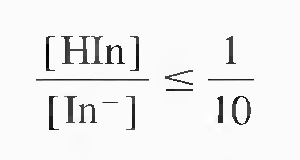 [HIn] / [In⁻] ≤ 1 / 10